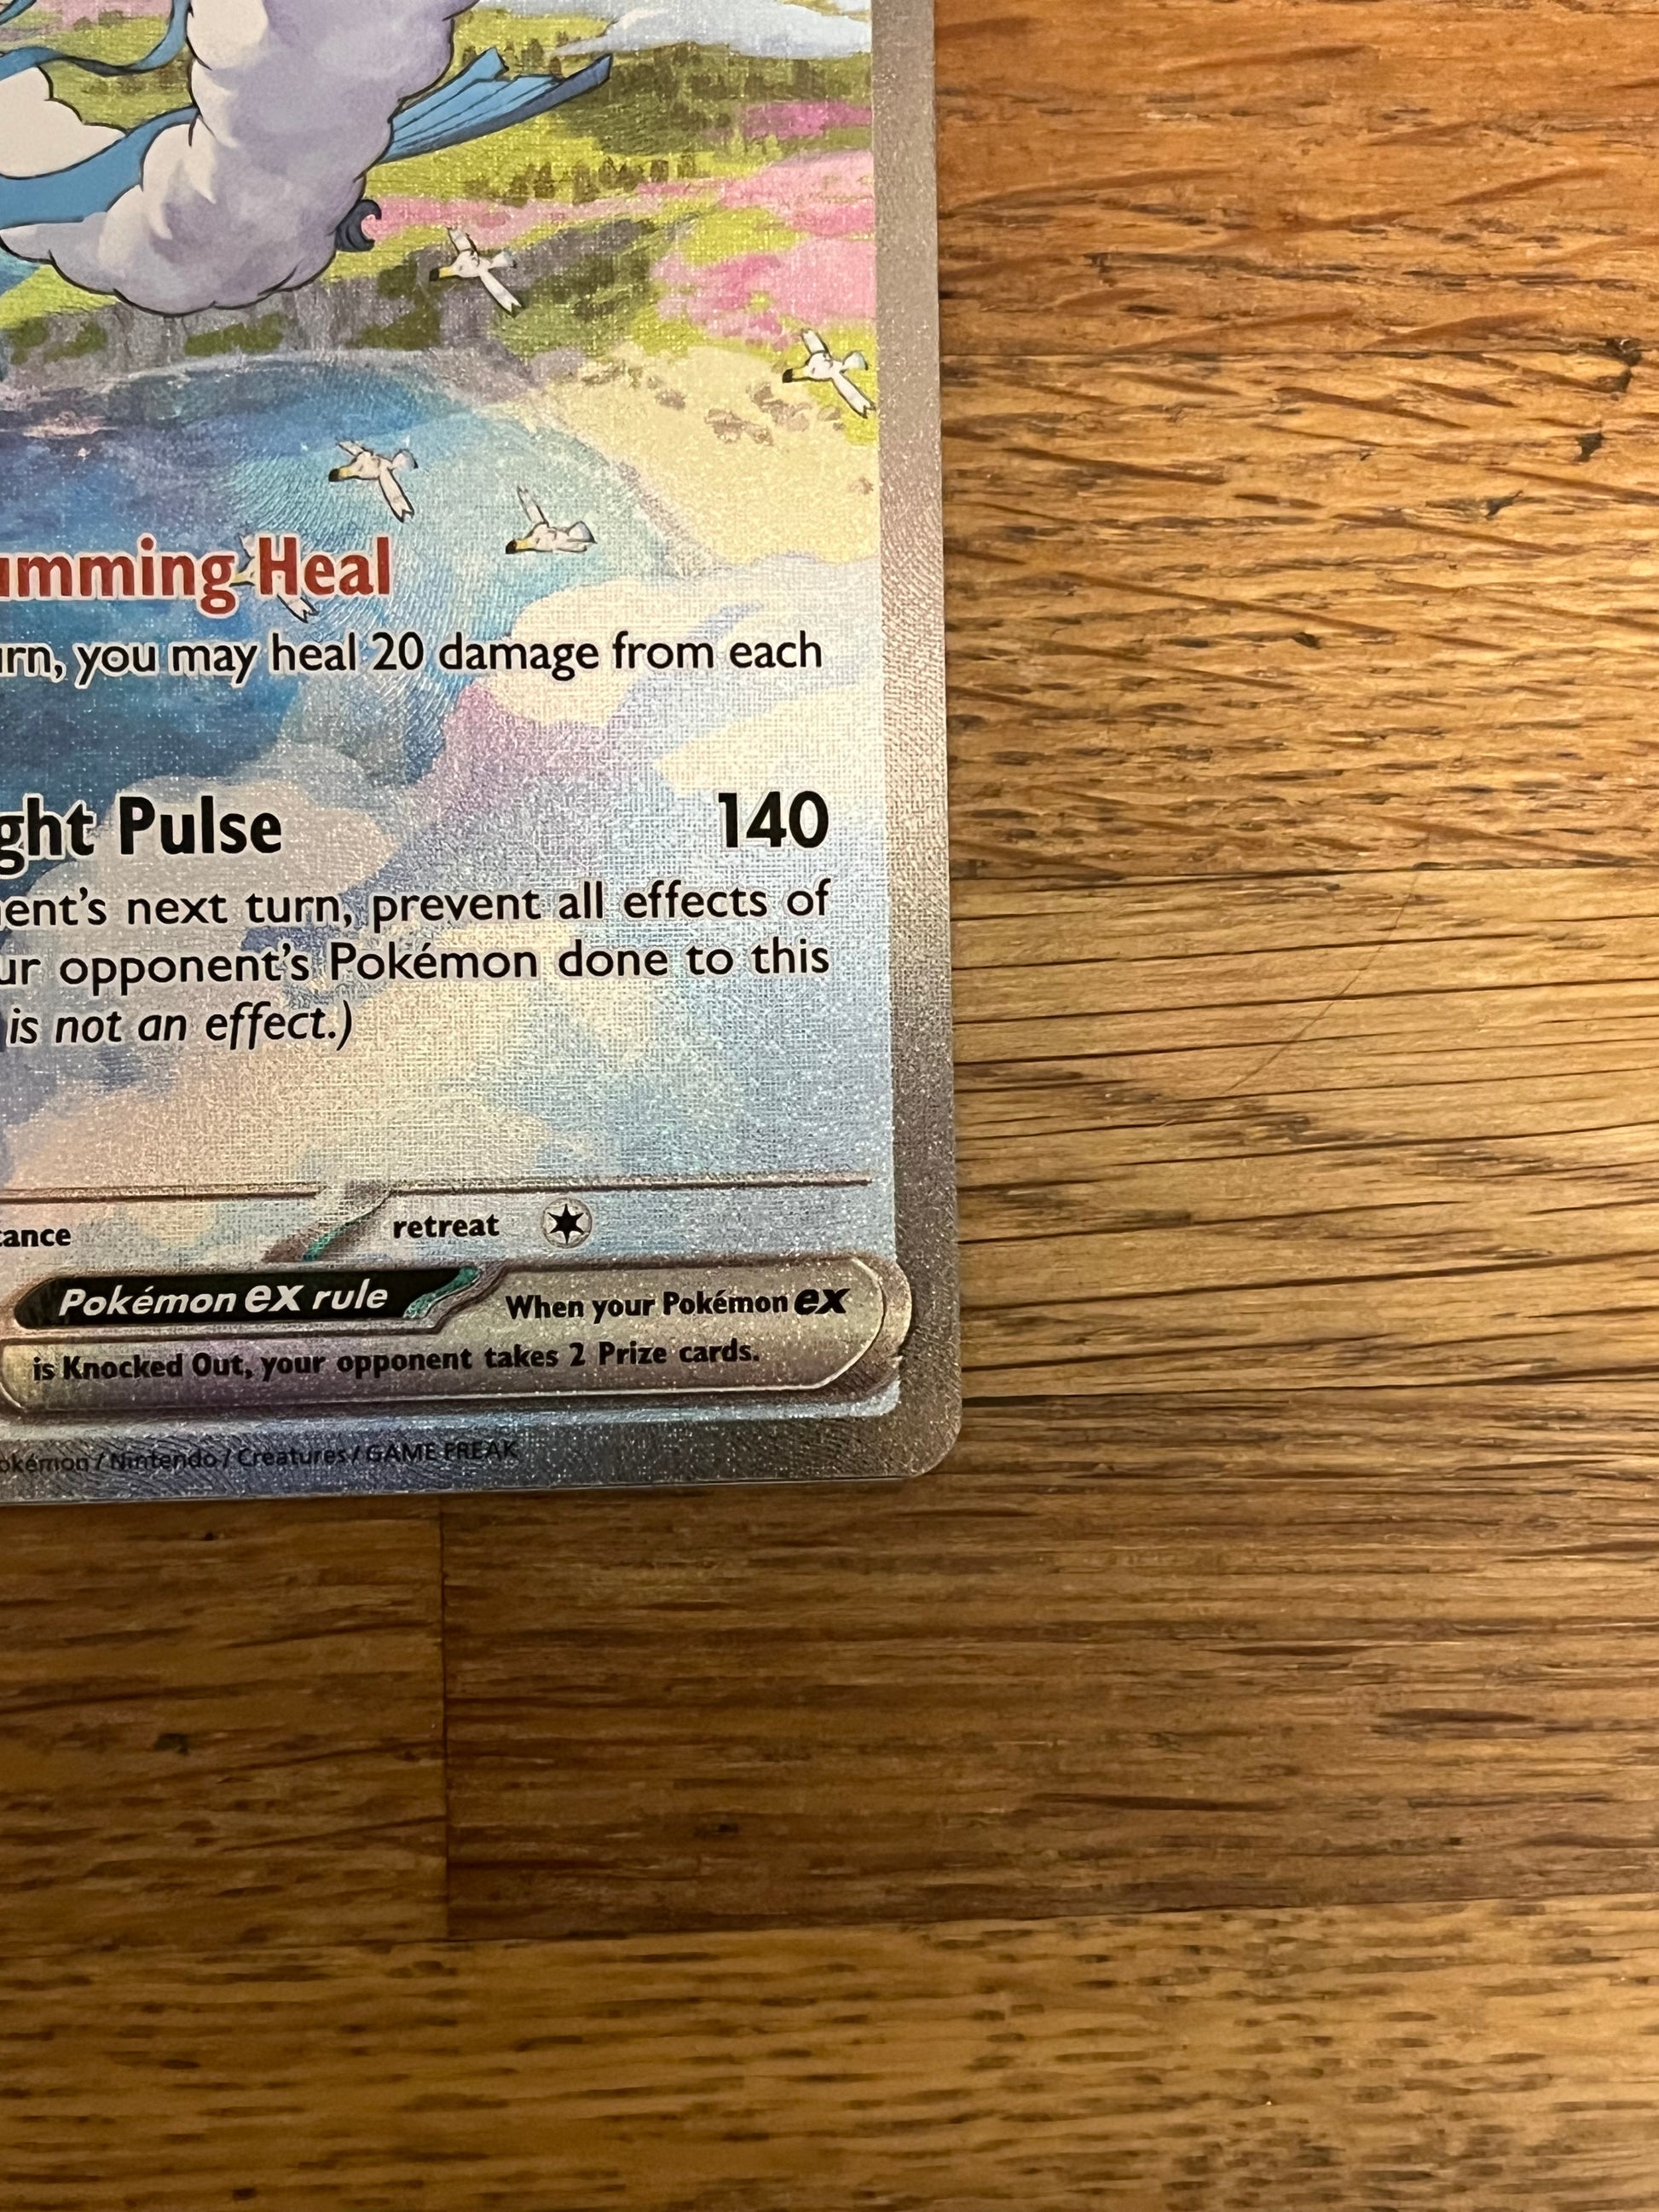 umming Heal
urn, you may heal 20 damage from each
ght Pulse 140
ent's next turn, prevent all effects of
ur opponent's Pokémon done to this
is not an effect.)
tance retreat
Pokémon ex rule When your Pokémon ex
is Knocked Out, your opponent takes 2 Prize cards.
okémon / Nintendo / Creatures / GAME FREAK